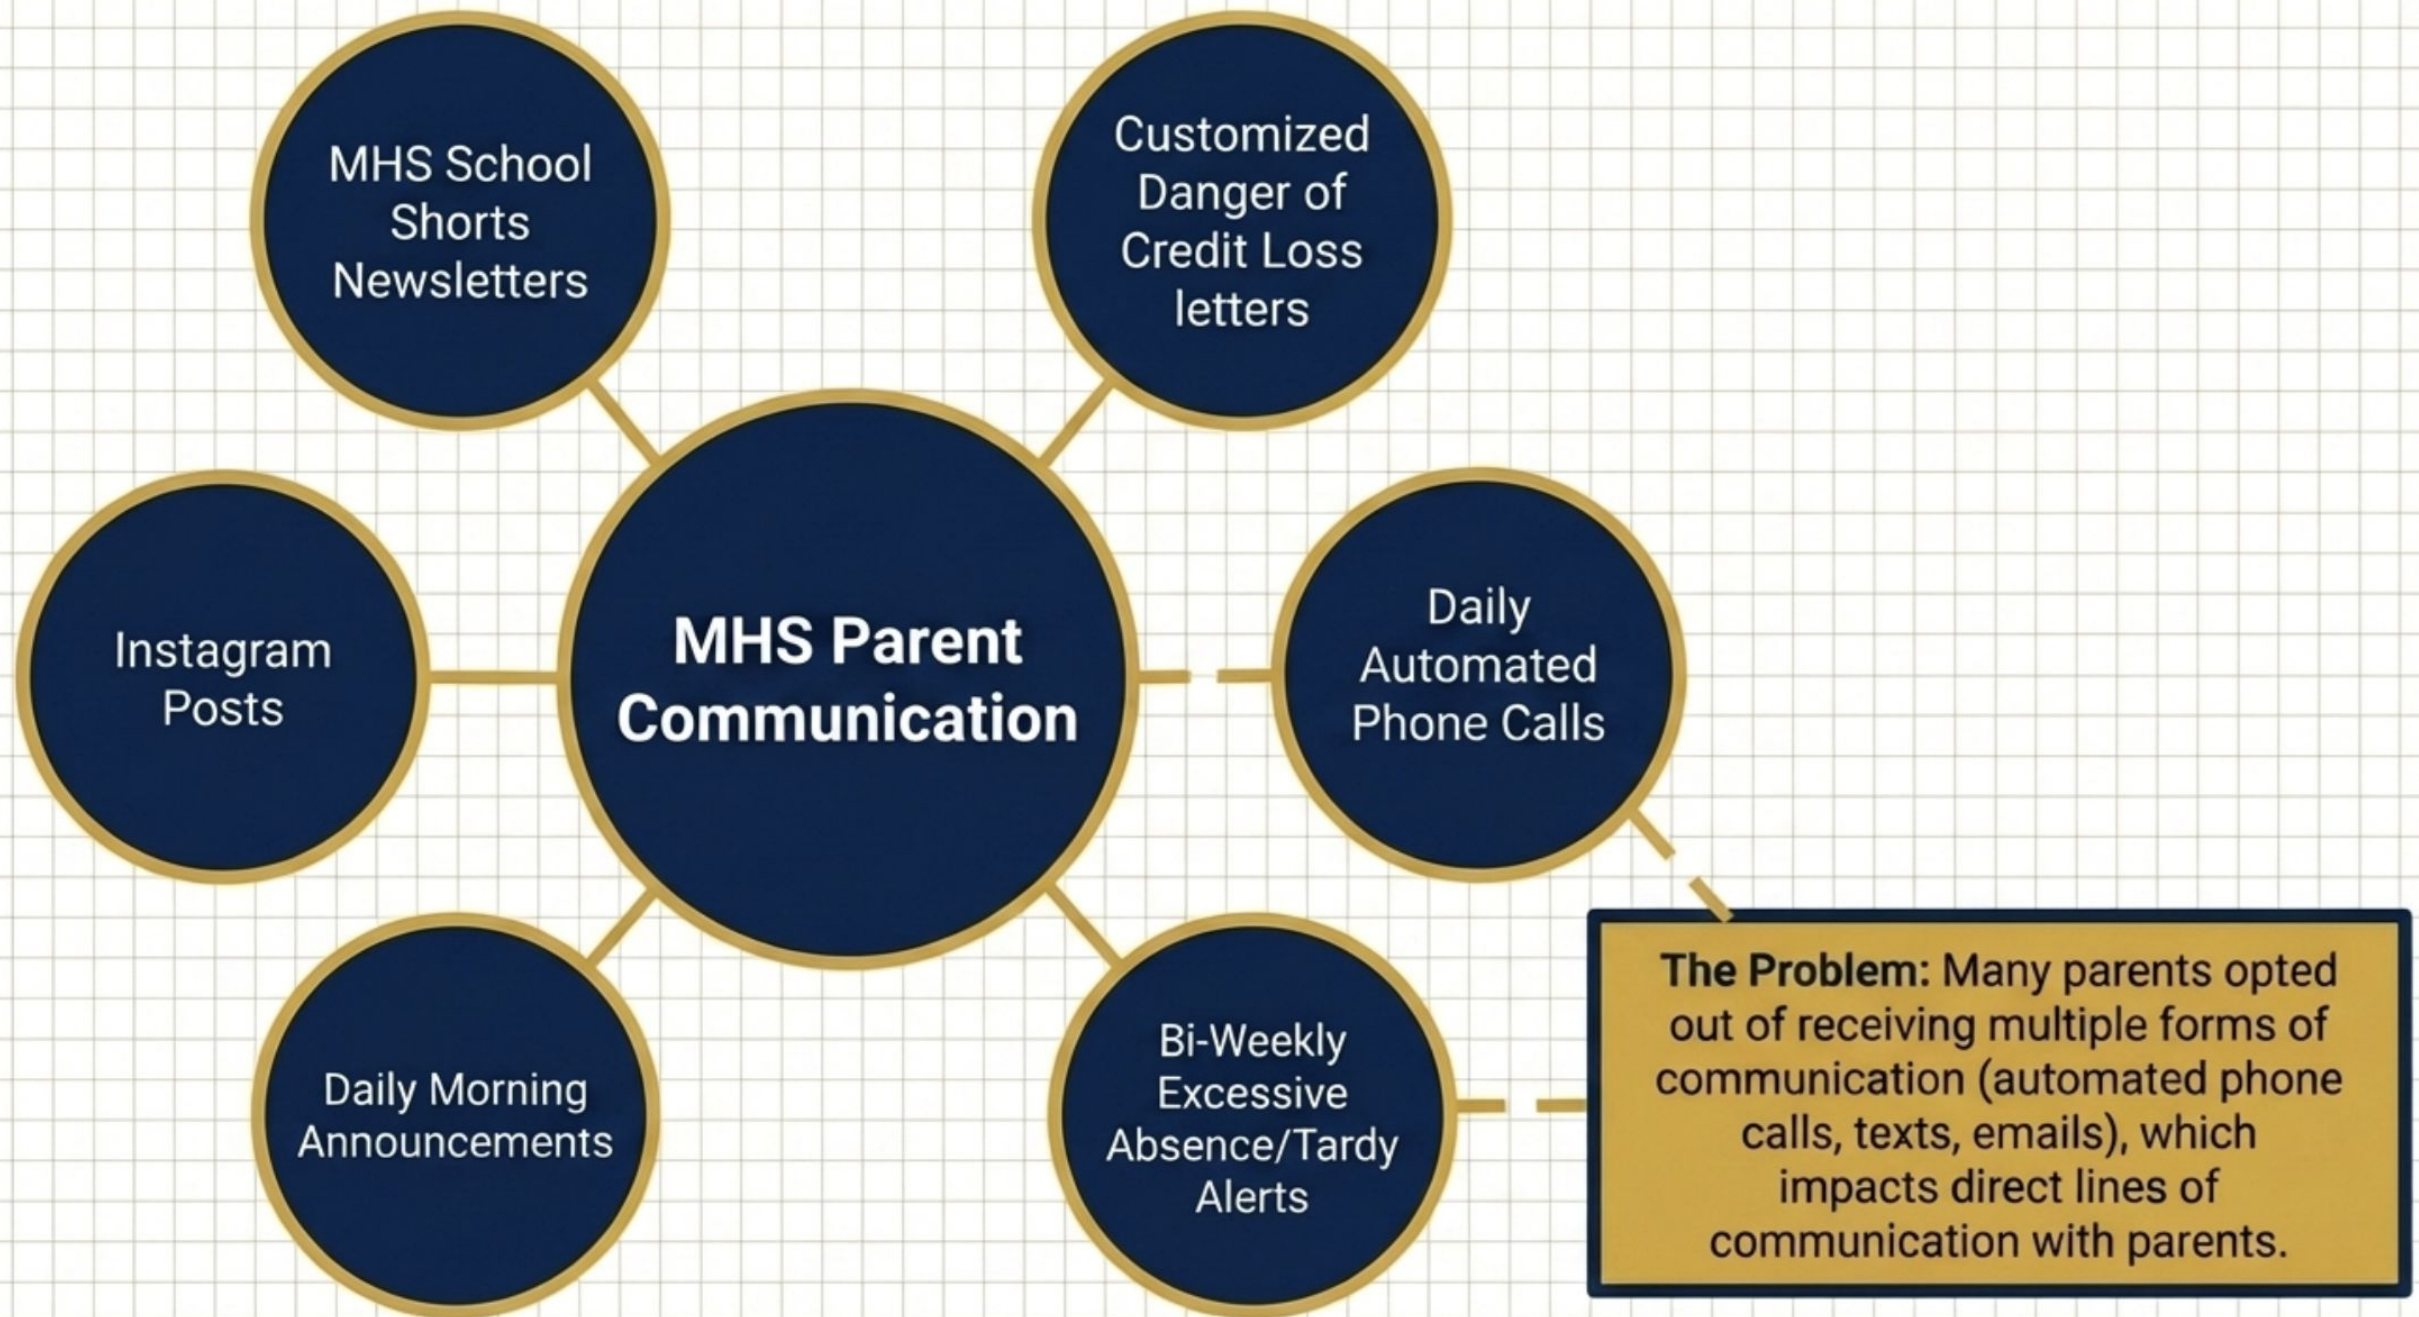 MHS School
Shorts
Newsletters
Customized
Danger of
Credit Loss
letters
Instagram
Posts
MHS Parent
Communication
Daily
Automated
Phone Calls
Daily Morning
Announcements
Bi-Weekly
Excessive
Absence/Tardy
Alerts
The Problem: Many parents opted
out of receiving multiple forms of
communication (automated phone
calls, texts, emails), which
impacts direct lines of
communication with parents.